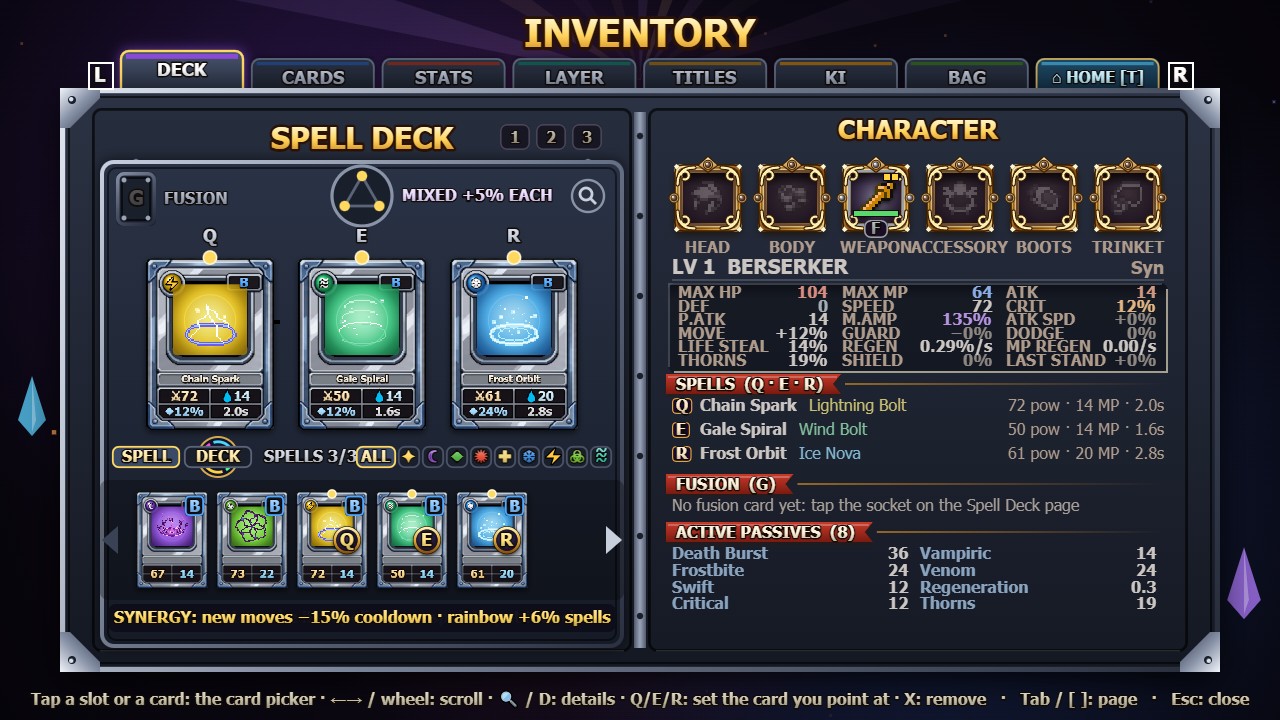 INVENTORY
L DECK CARDS STATS LAYER TITLES KI BAG ⌂ HOME [T] R
SPELL DECK 1 2 3
G FUSION MIXED +5% EACH
Q E R
B B B
Chain Spark Gale Spiral Frost Orbit
72 14 50 14 61 20
12% 2.0s 12% 1.6s 24% 2.8s
SPELL DECK SPELLS 3/3 ALL
B B B B B
Q E R
67 14 73 22 72 14 50 14 61 20
SYNERGY: new moves −15% cooldown · rainbow +6% spells
CHARACTER
F
HEAD BODY WEAPON ACCESSORY BOOTS TRINKET
LV 1 BERSERKER Syn
MAX HP 104 MAX MP 64 ATK 14
DEF 0 SPEED 22 CRIT 12%
P.ATK 14 M.AMP 135% ATK SPD +0%
MOVE +12% GUARD 0% DODGE 0%
LIFE STEAL 14% REGEN 0.29%/s MP REGEN 0.00/s
THORNS 19% SHIELD 0% LAST STAND +0%
SPELLS (Q · E · R)
Q Chain Spark Lightning Bolt 72 pow · 14 MP · 2.0s
E Gale Spiral Wind Bolt 50 pow · 14 MP · 1.6s
R Frost Orbit Ice Nova 61 pow · 20 MP · 2.8s
FUSION (G)
No fusion card yet: tap the socket on the Spell Deck page
ACTIVE PASSIVES (8)
Death Burst 36 Vampiric 14
Frostbite 24 Venom 24
Swift 12 Regeneration 0.3
Critical 12 Thorns 19
Tap a slot or a card: the card picker · ←→ / wheel: scroll · 🔍 / D: details · Q/E/R: set the card you point at · X: remove · Tab / [ ]: page · Esc: close